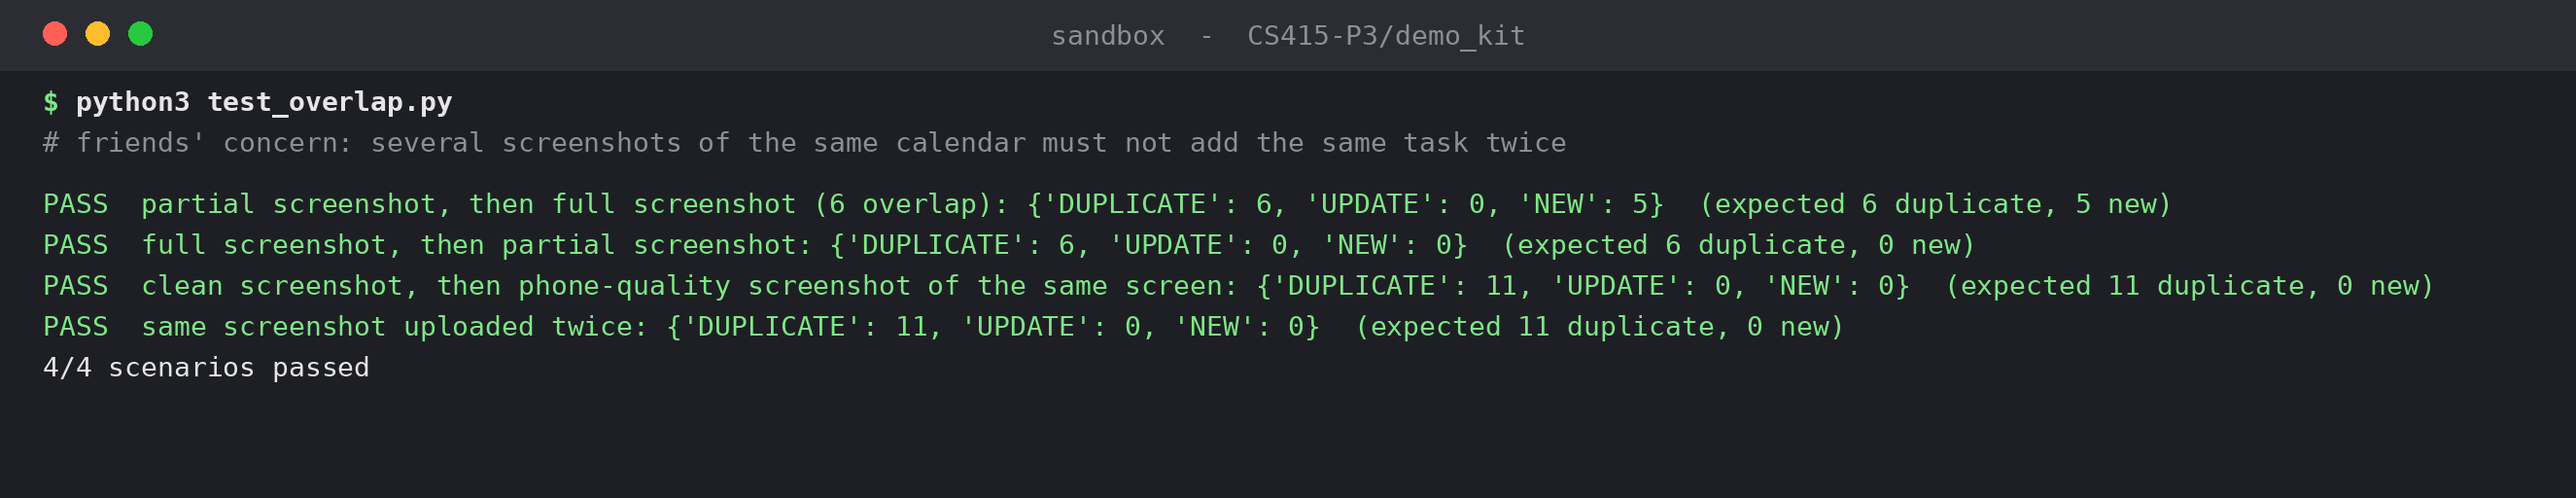 sandbox - CS415-P3/demo_kit
$ python3 test_overlap.py
# friends' concern: several screenshots of the same calendar must not add the same task twice
PASS  partial screenshot, then full screenshot (6 overlap): {'DUPLICATE': 6, 'UPDATE': 0, 'NEW': 5}  (expected 6 duplicate, 5 new)
PASS  full screenshot, then partial screenshot: {'DUPLICATE': 6, 'UPDATE': 0, 'NEW': 0}  (expected 6 duplicate, 0 new)
PASS  clean screenshot, then phone-quality screenshot of the same screen: {'DUPLICATE': 11, 'UPDATE': 0, 'NEW': 0}  (expected 11 duplicate, 0 new)
PASS  same screenshot uploaded twice: {'DUPLICATE': 11, 'UPDATE': 0, 'NEW': 0}  (expected 11 duplicate, 0 new)
4/4 scenarios passed